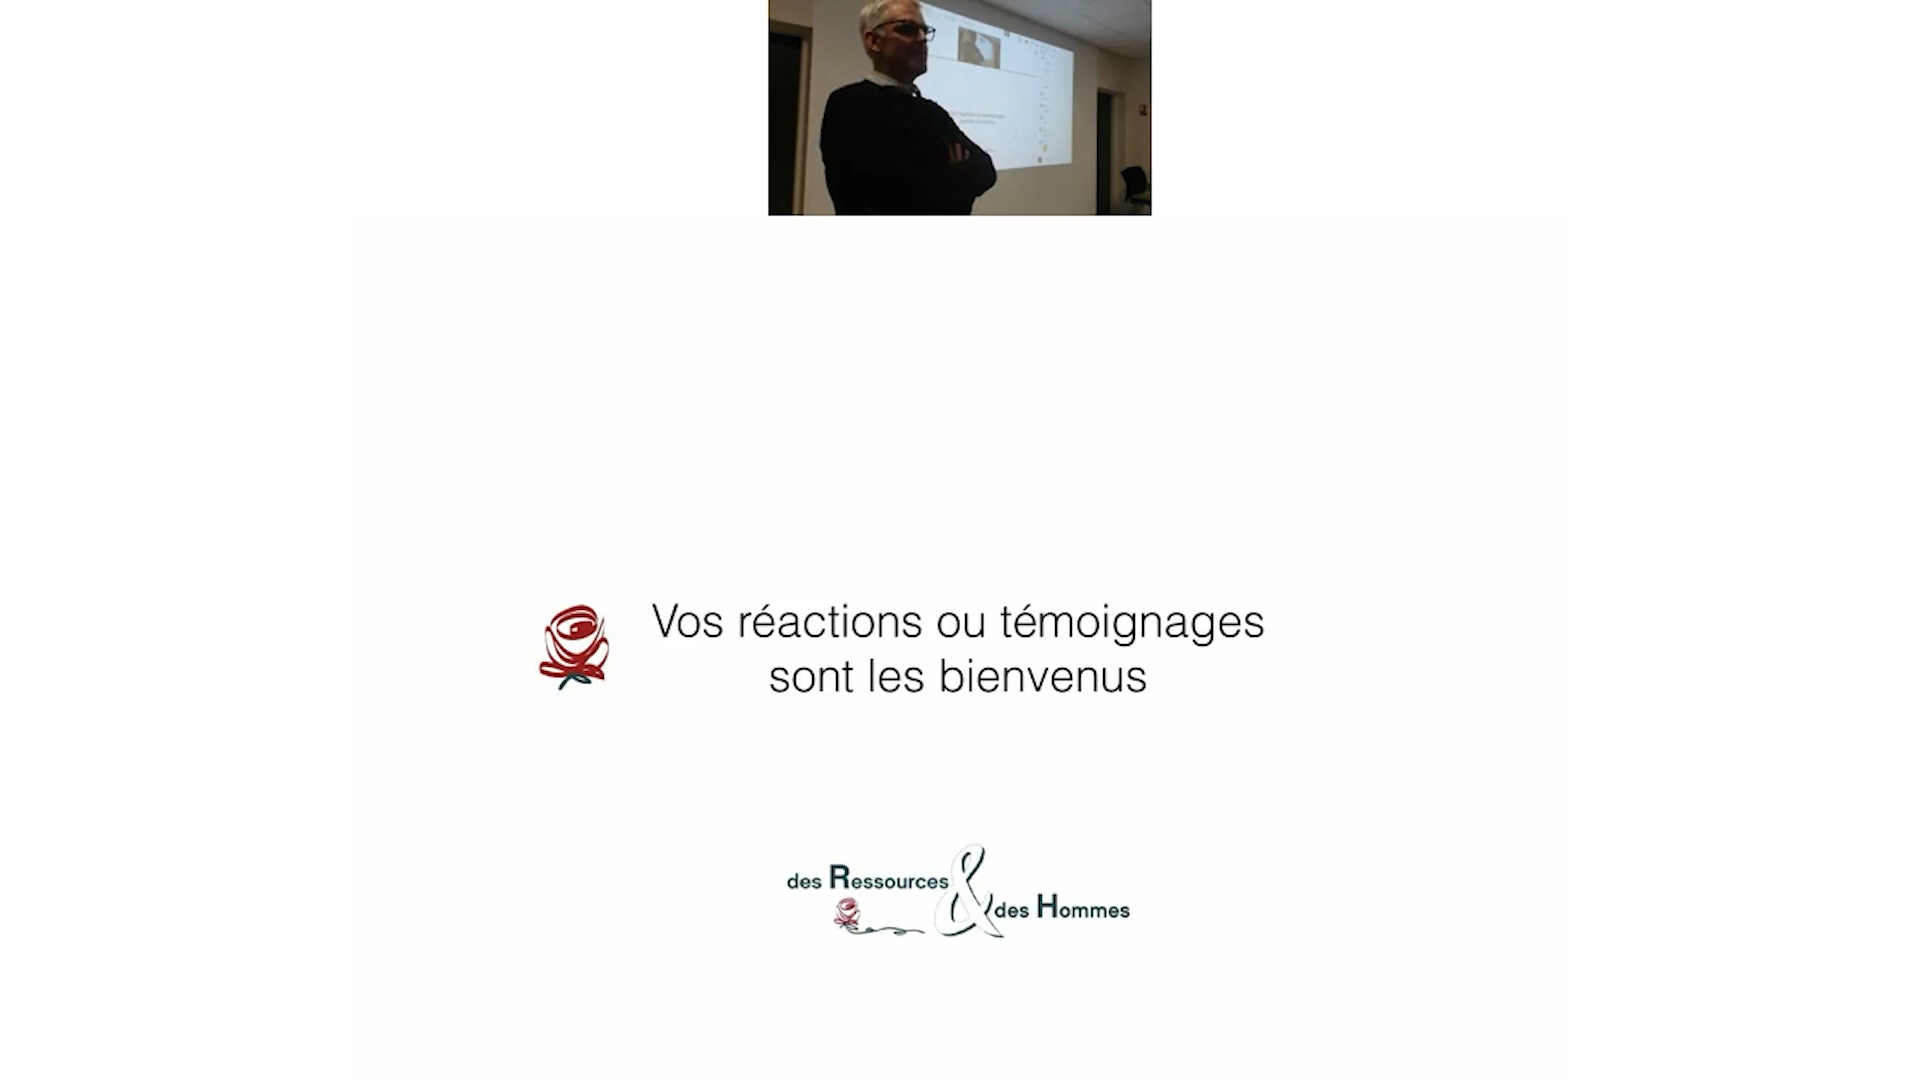 Vos réactions ou témoignages
sont les bienvenus
des Ressources
&
des Hommes